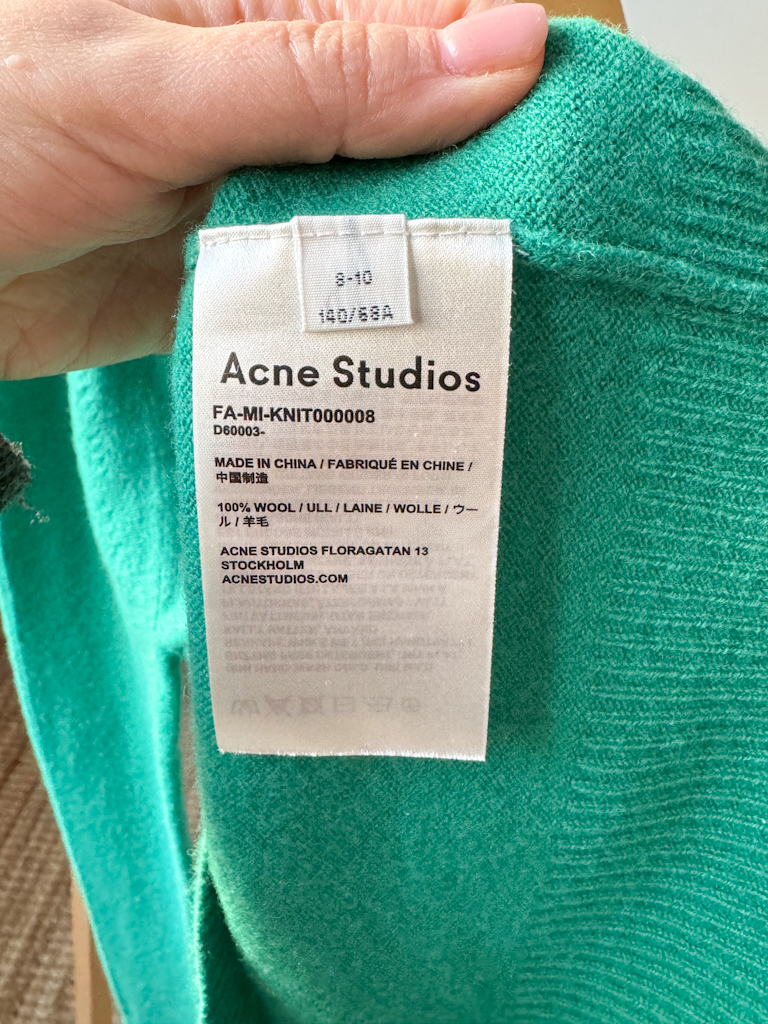 8-10
140/68A
Acne Studios
FA-MI-KNIT000008
D60003-
MADE IN CHINA / FABRIQUÉ EN CHINE /
中国制造
100% WOOL / ULL / LAINE / WOLLE / ウー
ル / 羊毛
ACNE STUDIOS FLORAGATAN 13
STOCKHOLM
ACNESTUDIOS.COM